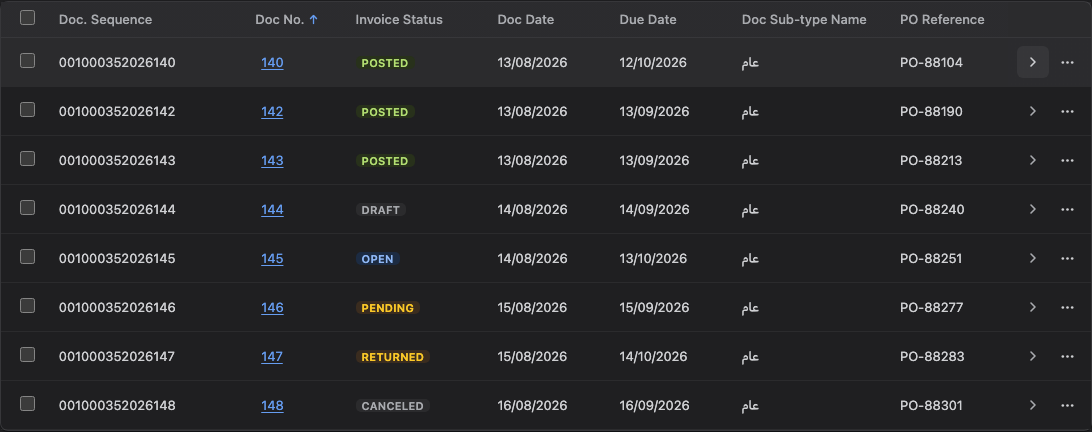 Doc. Sequence Doc No. ↑ Invoice Status Doc Date Due Date Doc Sub-type Name PO Reference
001000352026140 140 POSTED 13/08/2026 12/10/2026 عام PO-88104
001000352026142 142 POSTED 13/08/2026 13/09/2026 عام PO-88190
001000352026143 143 POSTED 13/08/2026 13/09/2026 عام PO-88213
001000352026144 144 DRAFT 14/08/2026 14/09/2026 عام PO-88240
001000352026145 145 OPEN 14/08/2026 13/10/2026 عام PO-88251
001000352026146 146 PENDING 15/08/2026 15/09/2026 عام PO-88277
001000352026147 147 RETURNED 15/08/2026 14/10/2026 عام PO-88283
001000352026148 148 CANCELED 16/08/2026 16/09/2026 عام PO-88301